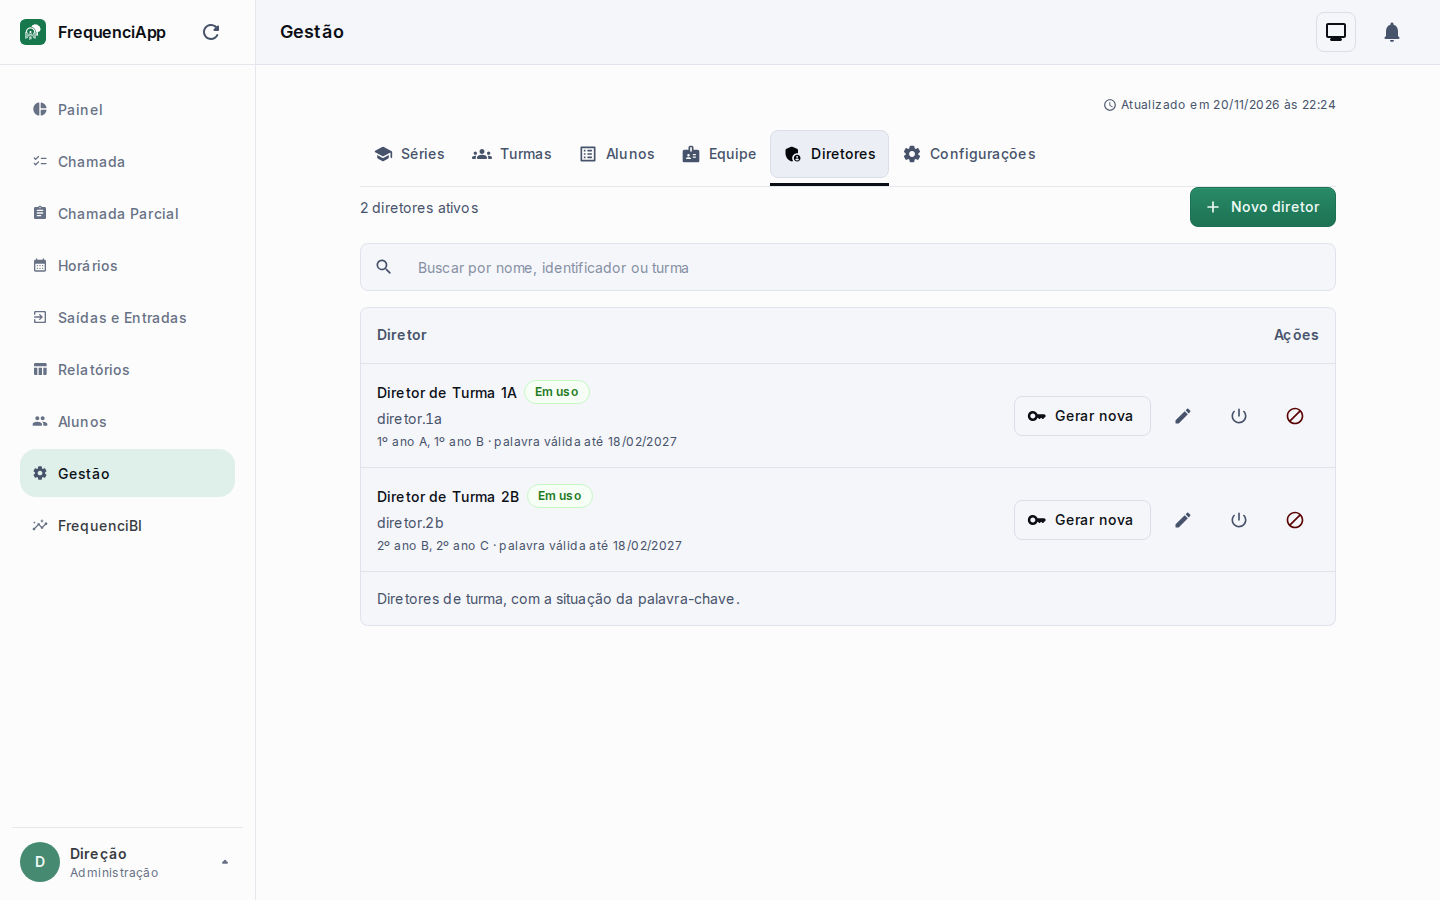 FrequenciApp
Gestão
Painel
Chamada
Chamada Parcial
Horários
Saídas e Entradas
Relatórios
Alunos
Gestão
FrequenciBI
D
Direção
Administração
Atualizado em 20/11/2026 às 22:24
Séries
Turmas
Alunos
Equipe
Diretores
Configurações
2 diretores ativos
Novo diretor
Buscar por nome, identificador ou turma
Diretor
Ações
Diretor de Turma 1A
Em uso
diretor.1a
1º ano A, 1º ano B · palavra válida até 18/02/2027
Gerar nova
Diretor de Turma 2B
Em uso
diretor.2b
2º ano B, 2º ano C · palavra válida até 18/02/2027
Gerar nova
Diretores de turma, com a situação da palavra-chave.